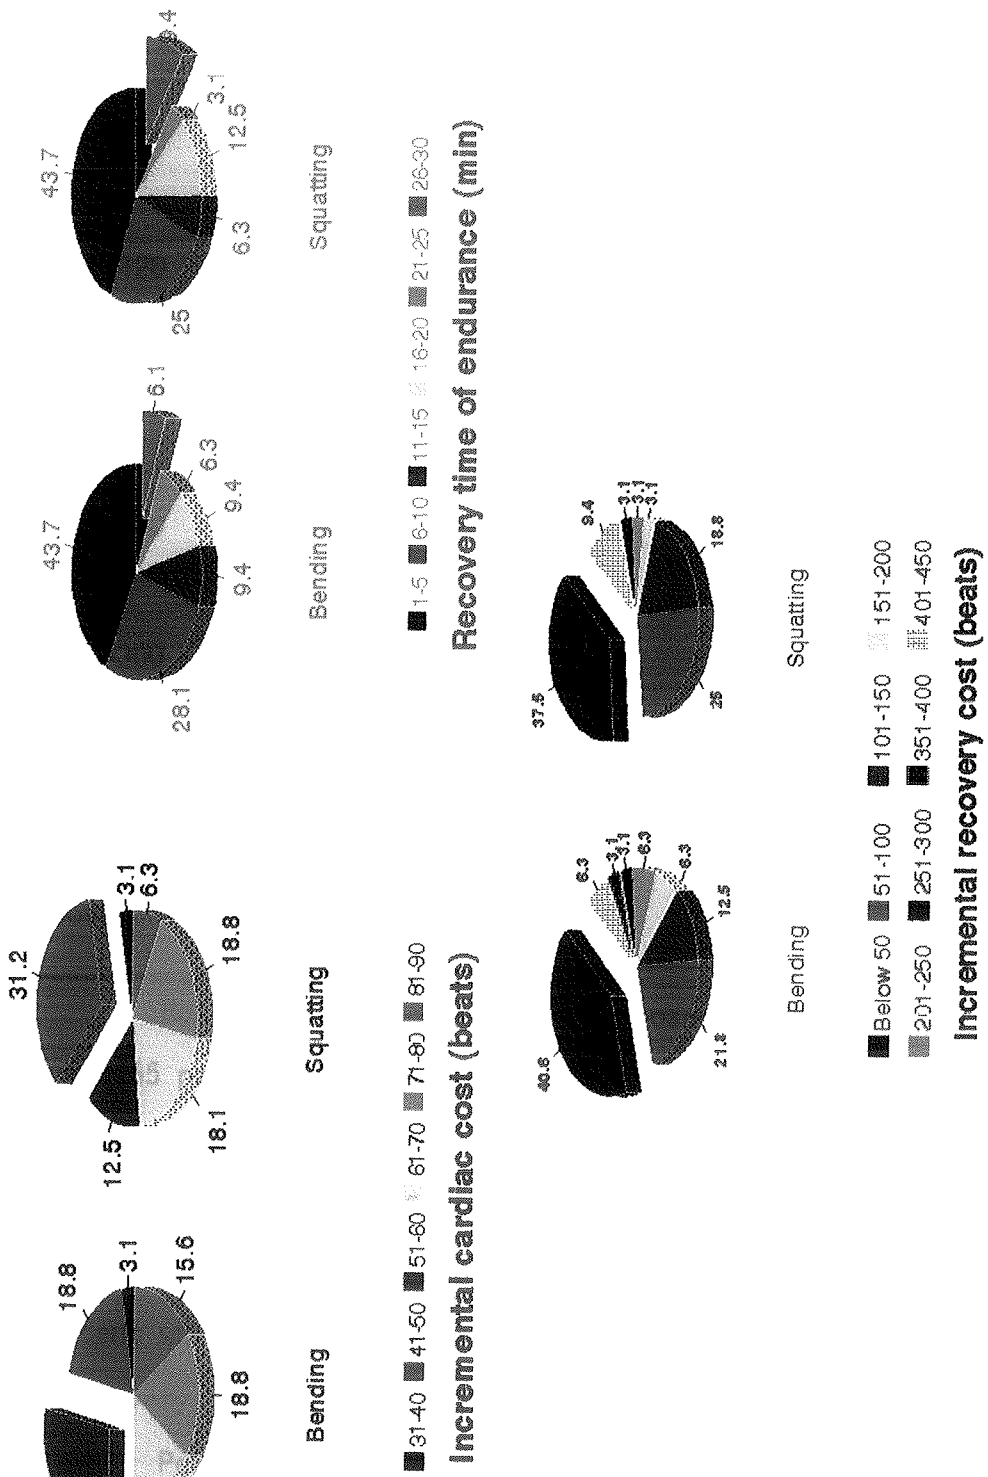 18.8
3.1
15.6
18.8
Bending
31.2
3.1
6.3
18.8
18.1
12.5
Squatting
31-40 41-50 51-60 61-70 71-80 81-90
Incremental cardiac cost (beats)
43.7
6.1
6.3
9.4
9.4
28.1
Bending
43.7
9.4
3.1
12.5
6.3
25
Squatting
1-5 6-10 11-15 16-20 21-25 26-30
Recovery time of endurance (min)
40.6
6.3
3.1
3.1
6.3
6.3
12.5
21.8
Bending
37.5
9.4
3.1
3.1
3.1
18.8
25
Squatting
Below 50 51-100 101-150 151-200
201-250 251-300 351-400 401-450
Incremental recovery cost (beats)